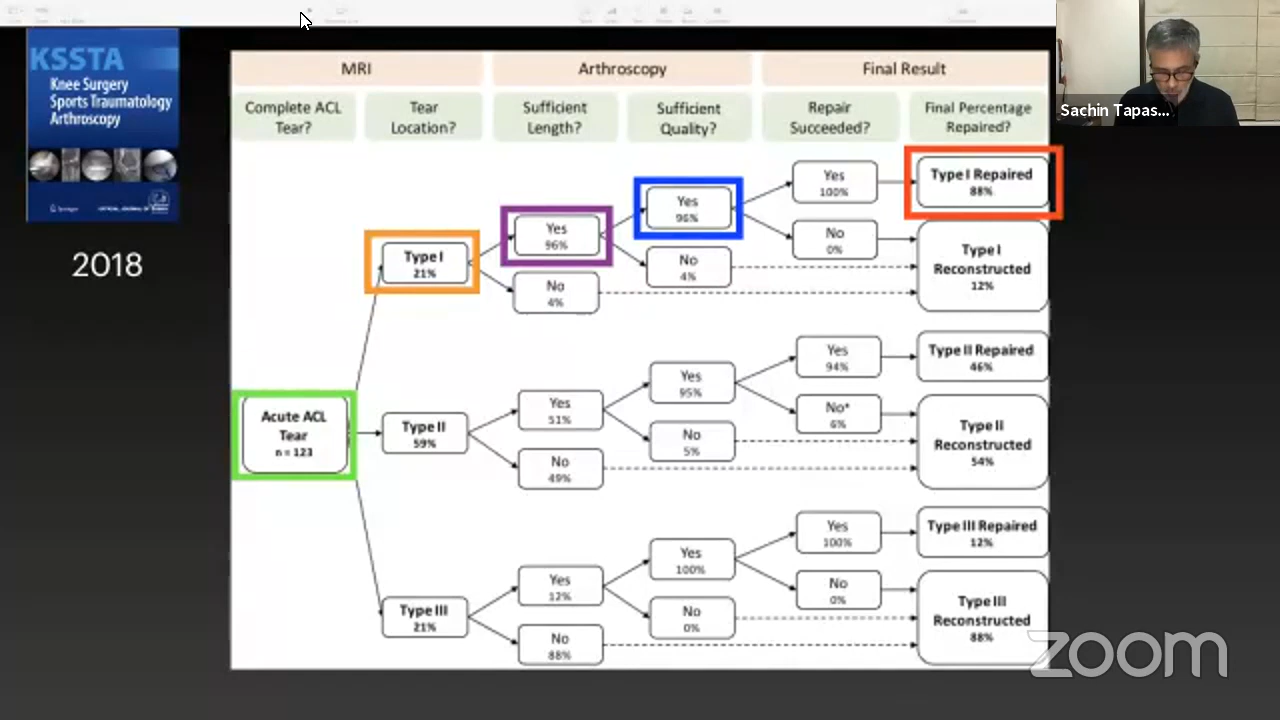 KSSTA
Knee Surgery
Sports Traumatology
Arthroscopy
Springer
2018
MRI
Arthroscopy
Final Result
Complete ACL
Tear?
Tear
Location?
Sufficient
Length?
Sufficient
Quality?
Repair
Succeeded?
Final Percentage
Repaired?
Acute ACL
Tear
n = 123
Type I
21%
Yes
96%
No
4%
Yes
96%
No
4%
Yes
100%
No
0%
Type I Repaired
88%
Type I
Reconstructed
12%
Type II
59%
Yes
51%
No
49%
Yes
95%
No
5%
Yes
94%
No*
6%
Type II Repaired
46%
Type II
Reconstructed
54%
Type III
21%
Yes
12%
No
88%
Yes
100%
No
0%
Yes
100%
No
0%
Type III Repaired
12%
Type III
Reconstructed
88%
Sachin Tapas...
zoom